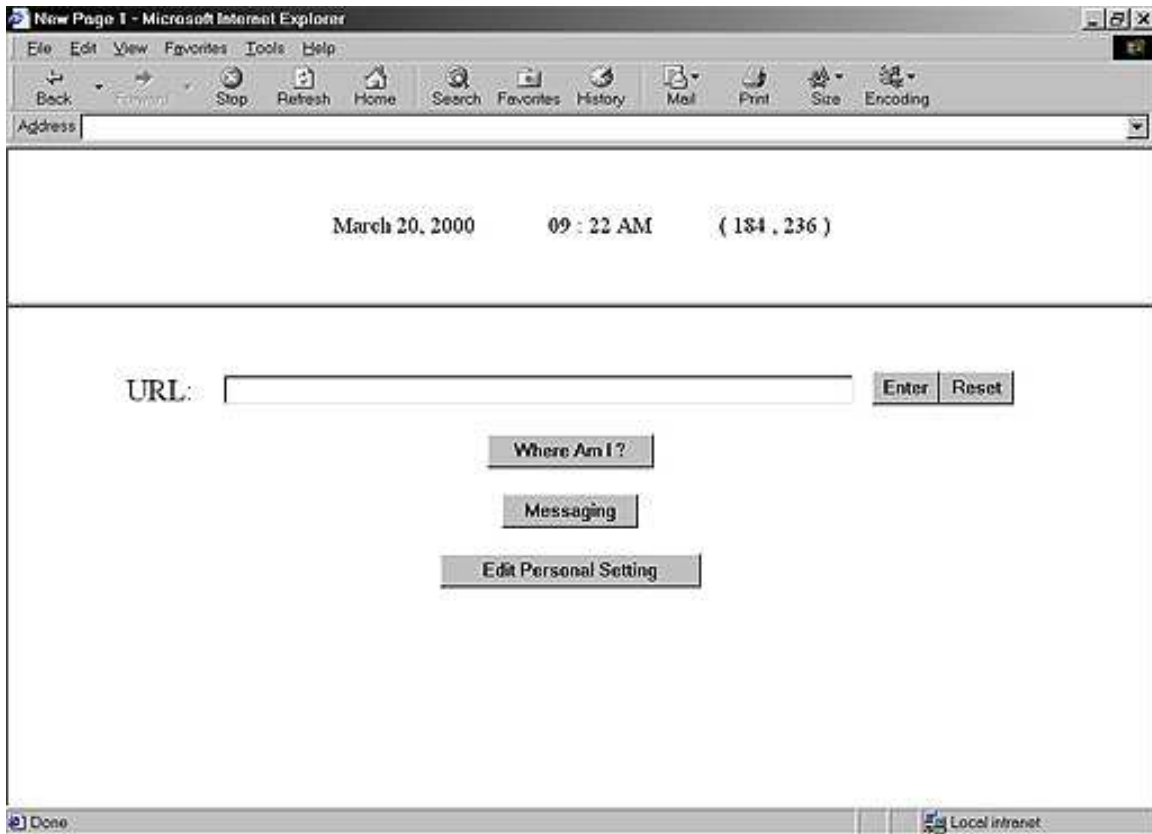 New Page 1 - Microsoft Internet Explorer
File Edit View Favorites Tools Help
Back Forward Stop Refresh Home Search Favorites History Mail Print Size Encoding
Address
March 20, 2000 09 : 22 AM ( 184 , 236 )
URL: Enter Reset
Where Am I ?
Messaging
Edit Personal Setting
Done Local intranet